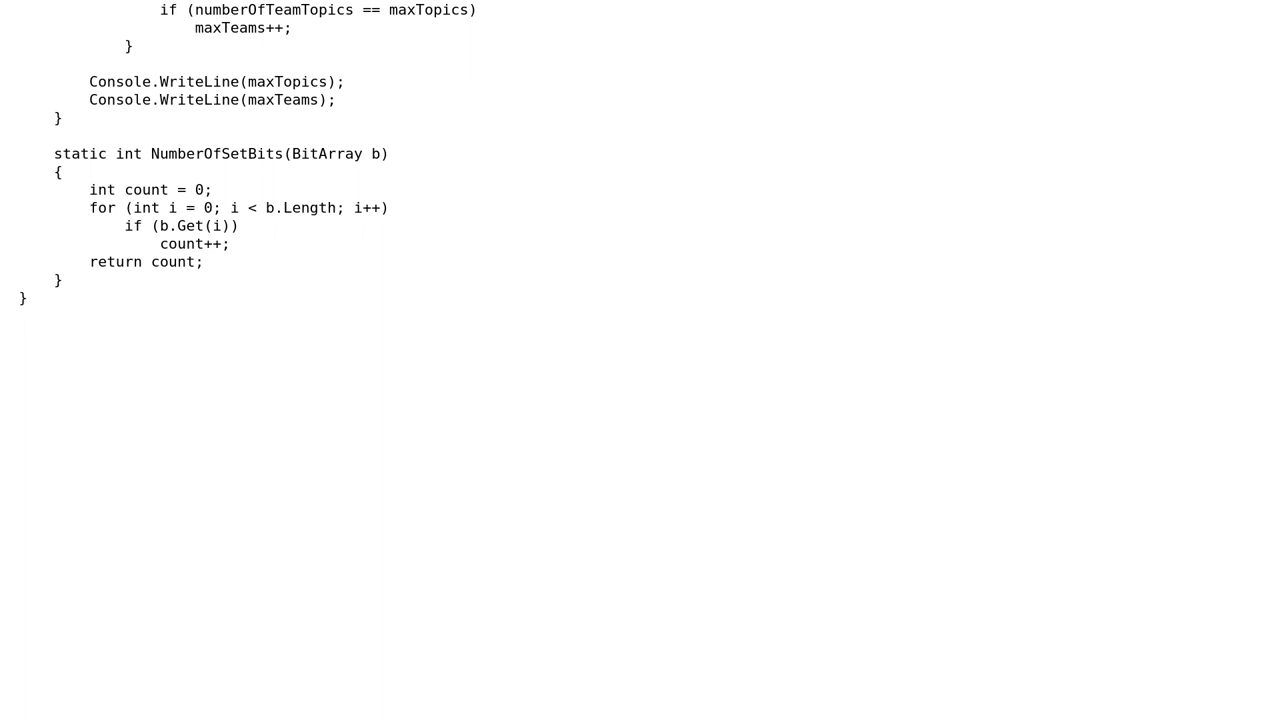 if (numberOfTeamTopics == maxTopics)
                    maxTeams++;
            }

        Console.WriteLine(maxTopics);
        Console.WriteLine(maxTeams);
    }

    static int NumberOfSetBits(BitArray b)
    {
        int count = 0;
        for (int i = 0; i < b.Length; i++)
            if (b.Get(i))
                count++;
        return count;
    }
}